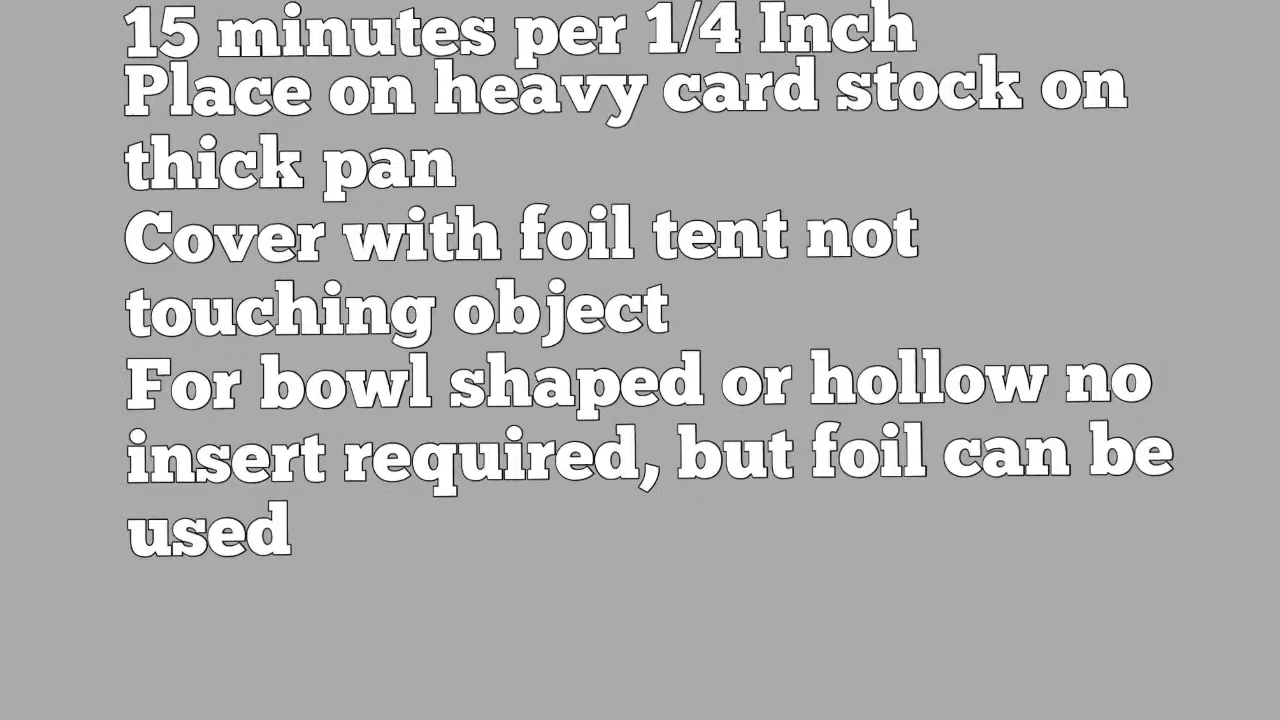 15 minutes per 1/4 Inch
Place on heavy card stock on
thick pan
Cover with foil tent not
touching object
For bowl shaped or hollow no
insert required, but foil can be
used